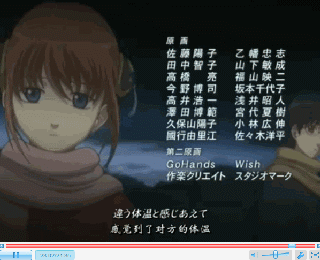 原画
佐藤陽子 乙幡忠志
田中智子 山下敏成
高橋 亮 福山映二
今野博司 坂本千代子
高井浩一 浅井昭人
澤田博範 宮代夏樹
久保山陽子 小林広伸
國行由里江 佐々木洋平
第二原画
GoHands Wish
作楽クリエイト スタジオマーク
違う体温と感じあえて
感觉到了对方的体温